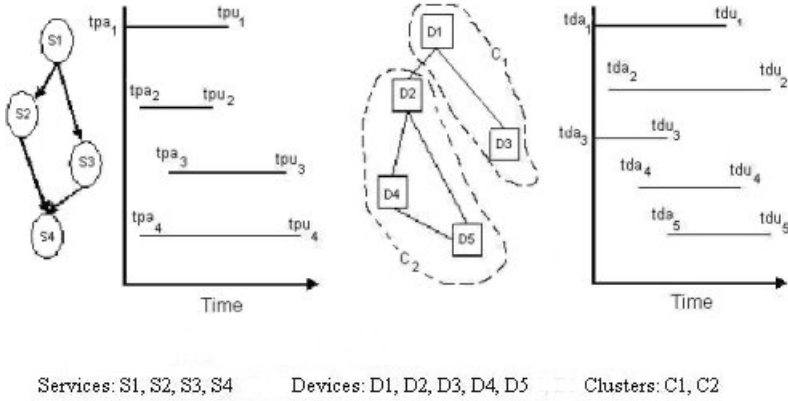 S1
S2
S3
S4
tpa1 tpu1
tpa2 tpu2
tpa3 tpu3
tpa4 tpu4
Time
D1
D2
D3
D4
D5
C1
C2
tda1 tdu1
tda2 tdu2
tda3 tdu3
tda4 tdu4
tda5 tdu5
Time
Services: S1, S2, S3, S4 Devices: D1, D2, D3, D4, D5 Clusters: C1, C2